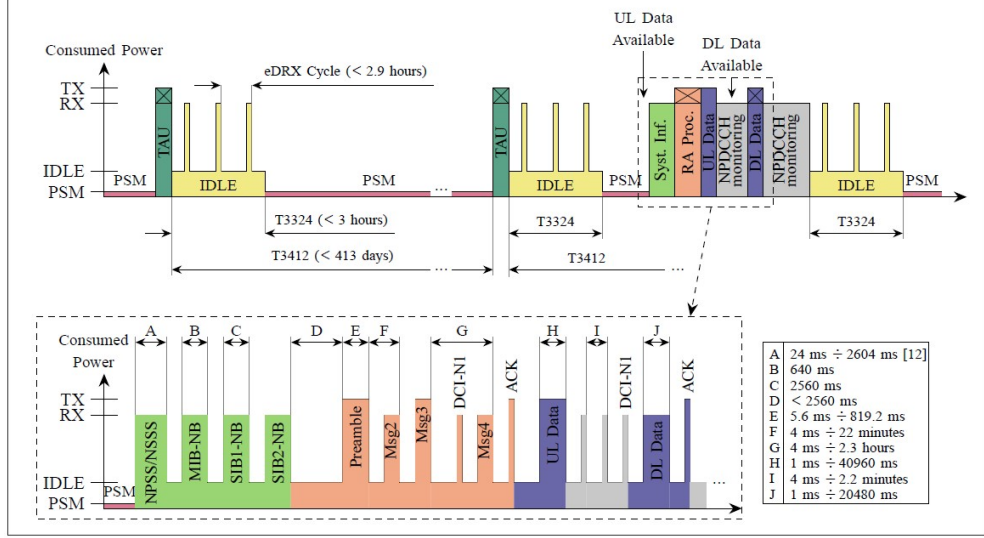 UL Data
Available
DL Data
Available
Consumed Power
eDRX Cycle (< 2.9 hours)
TX
RX
IDLE
PSM
PSM
TAU
IDLE
PSM
...
TAU
IDLE
PSM
Syst. Inf.
RA Proc.
UL Data
NPDCCH
monitoring
DL Data
NPDCCH
monitoring
IDLE
PSM
T3324 (< 3 hours)
T3324
T3324
T3412 (< 413 days)
...
T3412
...
Consumed
Power
A
B
C
D
E
F
G
H
I
J
TX
RX
IDLE
PSM
PSM
NPSS/NSSS
MIB-NB
SIB1-NB
SIB2-NB
Preamble
Msg2
Msg3
DCI-N1
Msg4
ACK
UL Data
DCI-N1
DL Data
ACK
...
A 24 ms ÷ 2604 ms [12]
B 640 ms
C 2560 ms
D < 2560 ms
E 5.6 ms ÷ 819.2 ms
F 4 ms ÷ 22 minutes
G 4 ms ÷ 2.3 hours
H 1 ms ÷ 40960 ms
I 4 ms ÷ 2.2 minutes
J 1 ms ÷ 20480 ms